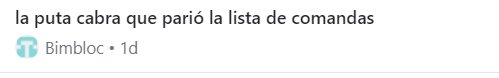 la puta cabra que parió la lista de comandas
Bimbloc • 1d